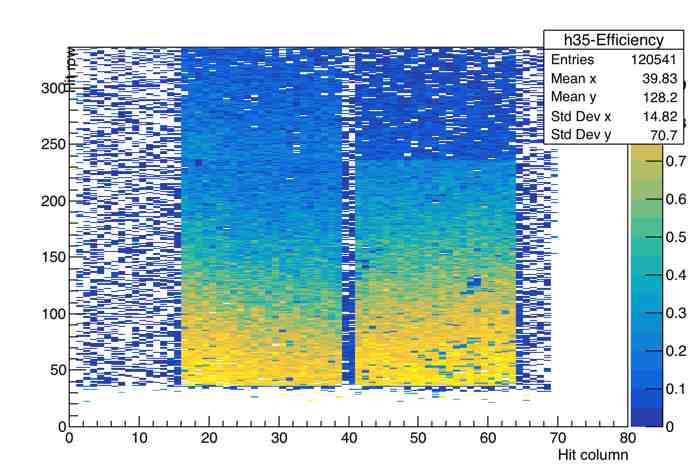 h35-Efficiency
Entries 120541
Mean x 39.83
Mean y 128.2
Std Dev x 14.82
Std Dev y 70.7
300
250
200
150
100
50
0
0 10 20 30 40 50 60 70 80
Hit column
0.7
0.6
0.5
0.4
0.3
0.2
0.1
0